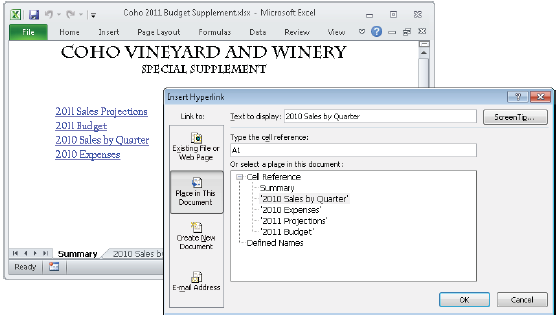 Coho 2011 Budget Supplement.xlsx - Microsoft Excel
File Home Insert Page Layout Formulas Data Review View
COHO VINEYARD AND WINERY
SPECIAL SUPPLEMENT
2011 Sales Projections
2011 Budget
2010 Sales by Quarter
2010 Expenses
Summary 2010 Sales b
Ready
Insert Hyperlink
Link to: Text to display: 2010 Sales by Quarter ScreenTip...
Existing File or
Web Page
Place in This
Document
Create New
Document
E-mail Address
Type the cell reference:
A1
Or select a place in this document:
Cell Reference
Summary
'2010 Sales by Quarter'
'2010 Expenses'
'2011 Projections'
'2011 Budget'
Defined Names
OK Cancel